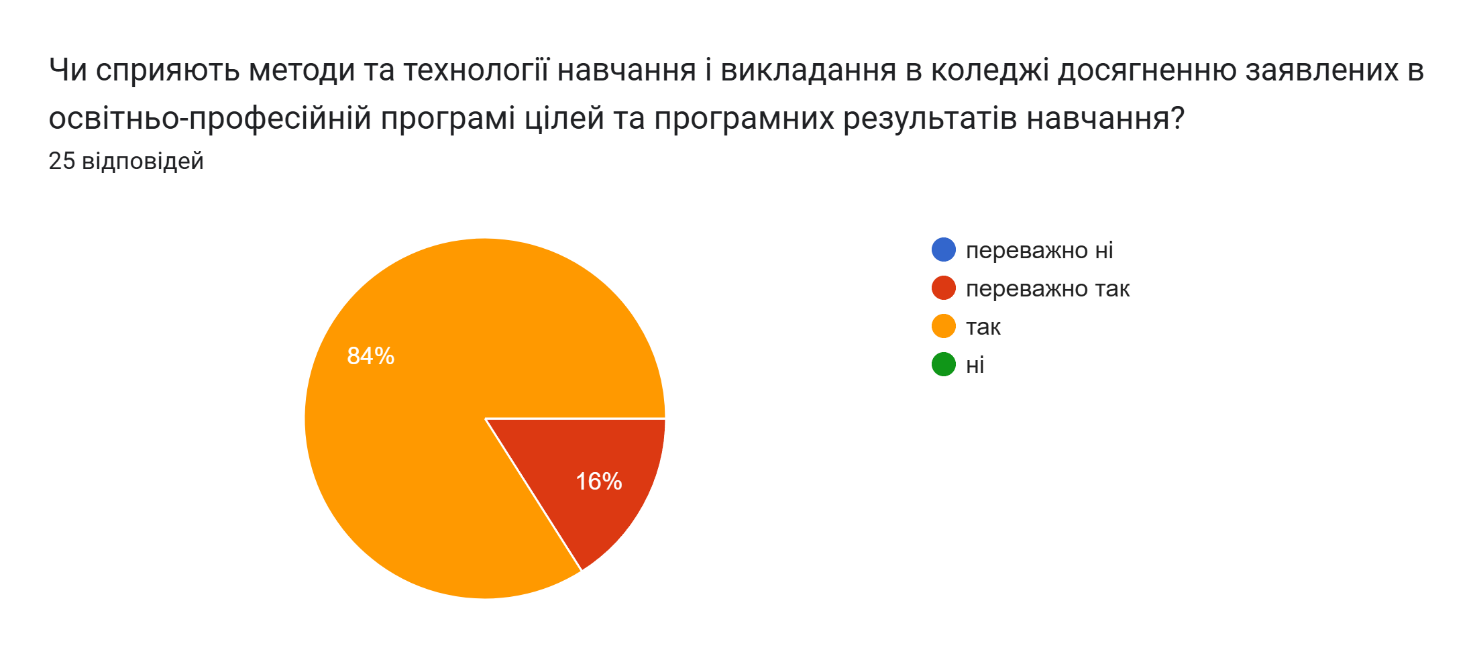 Чи сприяють методи та технології навчання і викладання в коледжі досягненню заявлених в
освітньо-професійній програмі цілей та програмних результатів навчання?
25 відповідей
84%
16%
переважно ні
переважно так
так
ні